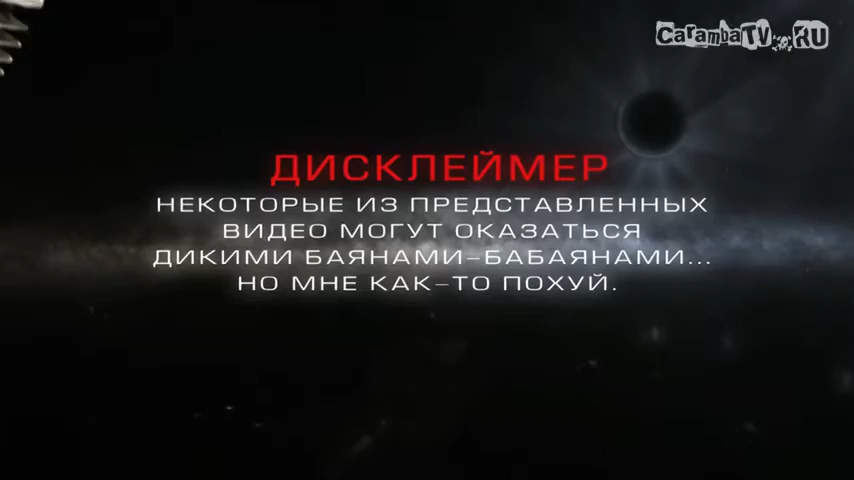 CarambaTV.RU
ДИСКЛЕЙМЕР
НЕКОТОРЫЕ ИЗ ПРЕДСТАВЛЕННЫХ
ВИДЕО МОГУТ ОКАЗАТЬСЯ
ДИКИМИ БАЯНАМИ–БАБАЯНАМИ...
НО МНЕ КАК–ТО ПОХУЙ.